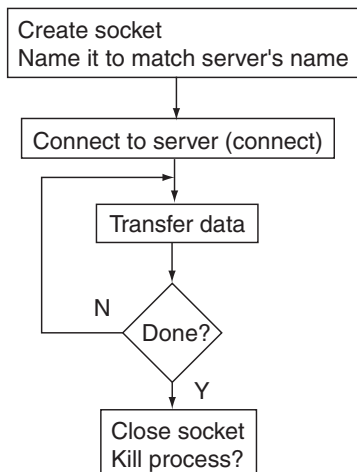 Create socket
Name it to match server's name
Connect to server (connect)
Transfer data
N
Done?
Y
Close socket
Kill process?